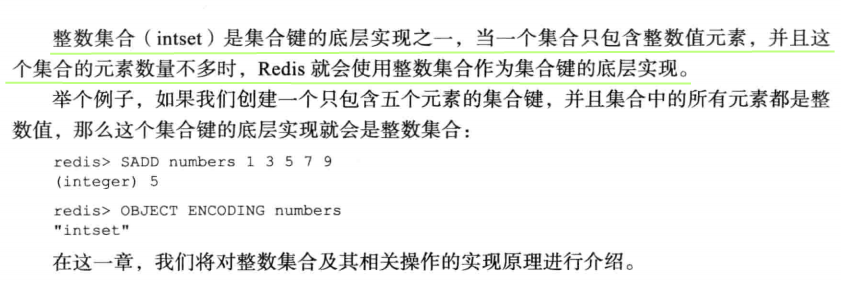 整数集合（intset）是集合键的底层实现之一，当一个集合只包含整数值元素，并且这
个集合的元素数量不多时，Redis 就会使用整数集合作为集合键的底层实现。
举个例子，如果我们创建一个只包含五个元素的集合键，并且集合中的所有元素都是整
数值，那么这个集合键的底层实现就会是整数集合：
redis> SADD numbers 1 3 5 7 9
(integer) 5
redis> OBJECT ENCODING numbers
"intset"
在这一章，我们将对整数集合及其相关操作的实现原理进行介绍。